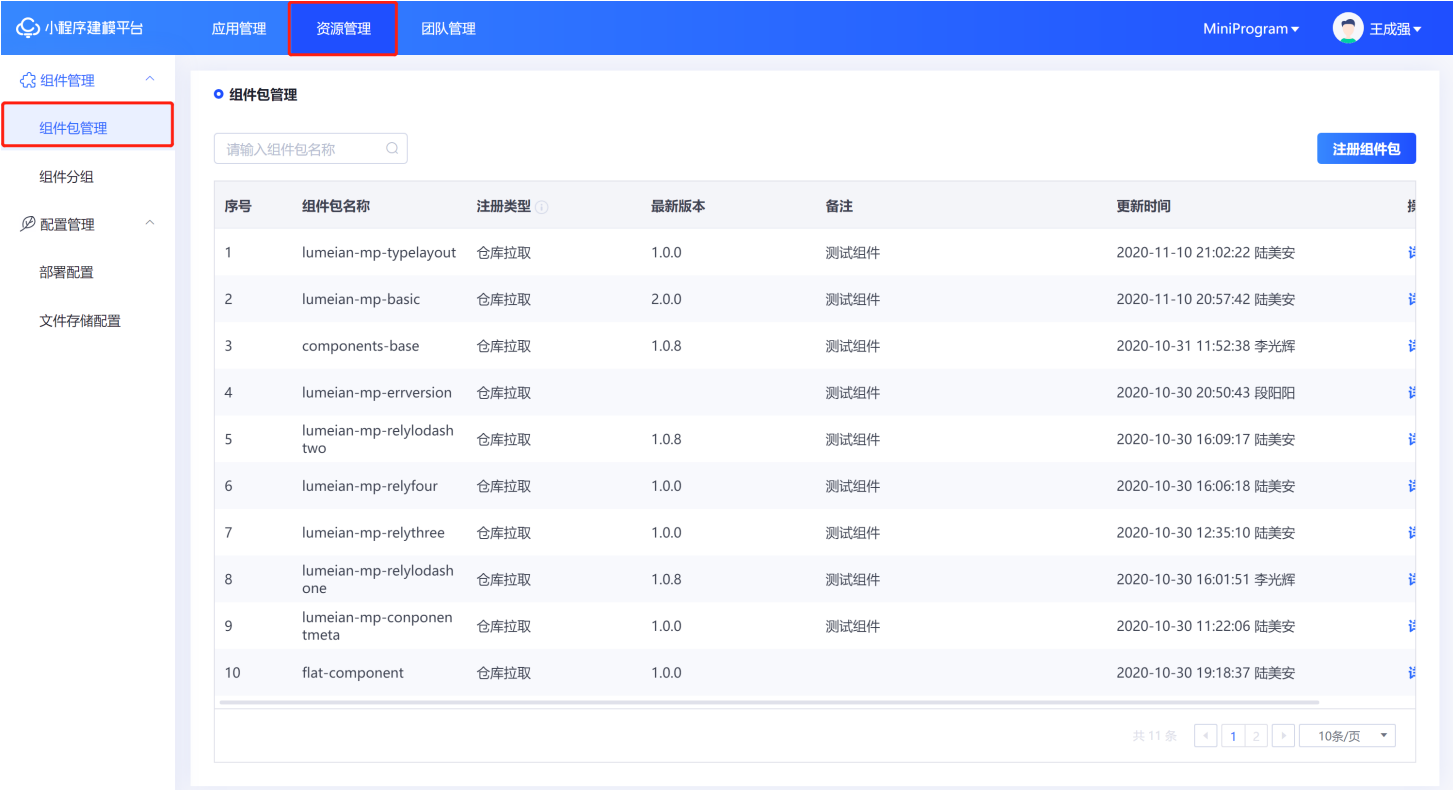 小程序建模平台 应用管理 资源管理 团队管理 MiniProgram 王成强
组件管理
组件包管理
组件分组
配置管理
部署配置
文件存储配置
组件包管理
请输入组件包名称 注册组件包
序号 组件包名称 注册类型 最新版本 备注 更新时间
1 lumeian-mp-typelayout 仓库拉取 1.0.0 测试组件 2020-11-10 21:02:22 陆美安
2 lumeian-mp-basic 仓库拉取 2.0.0 测试组件 2020-11-10 20:57:42 陆美安
3 components-base 仓库拉取 1.0.8 测试组件 2020-10-31 11:52:38 李光辉
4 lumeian-mp-errversion 仓库拉取 测试组件 2020-10-30 20:50:43 段阳阳
5 lumeian-mp-relylodash
two 仓库拉取 1.0.8 测试组件 2020-10-30 16:09:17 陆美安
6 lumeian-mp-relyfour 仓库拉取 1.0.0 测试组件 2020-10-30 16:06:18 陆美安
7 lumeian-mp-relythree 仓库拉取 1.0.0 测试组件 2020-10-30 12:35:10 陆美安
8 lumeian-mp-relylodash
one 仓库拉取 1.0.8 测试组件 2020-10-30 16:01:51 李光辉
9 lumeian-mp-conponen
tmeta 仓库拉取 1.0.0 测试组件 2020-10-30 11:22:06 陆美安
10 flat-component 仓库拉取 1.0.0 2020-10-30 19:18:37 陆美安
共 11 条 1 2 10条/页